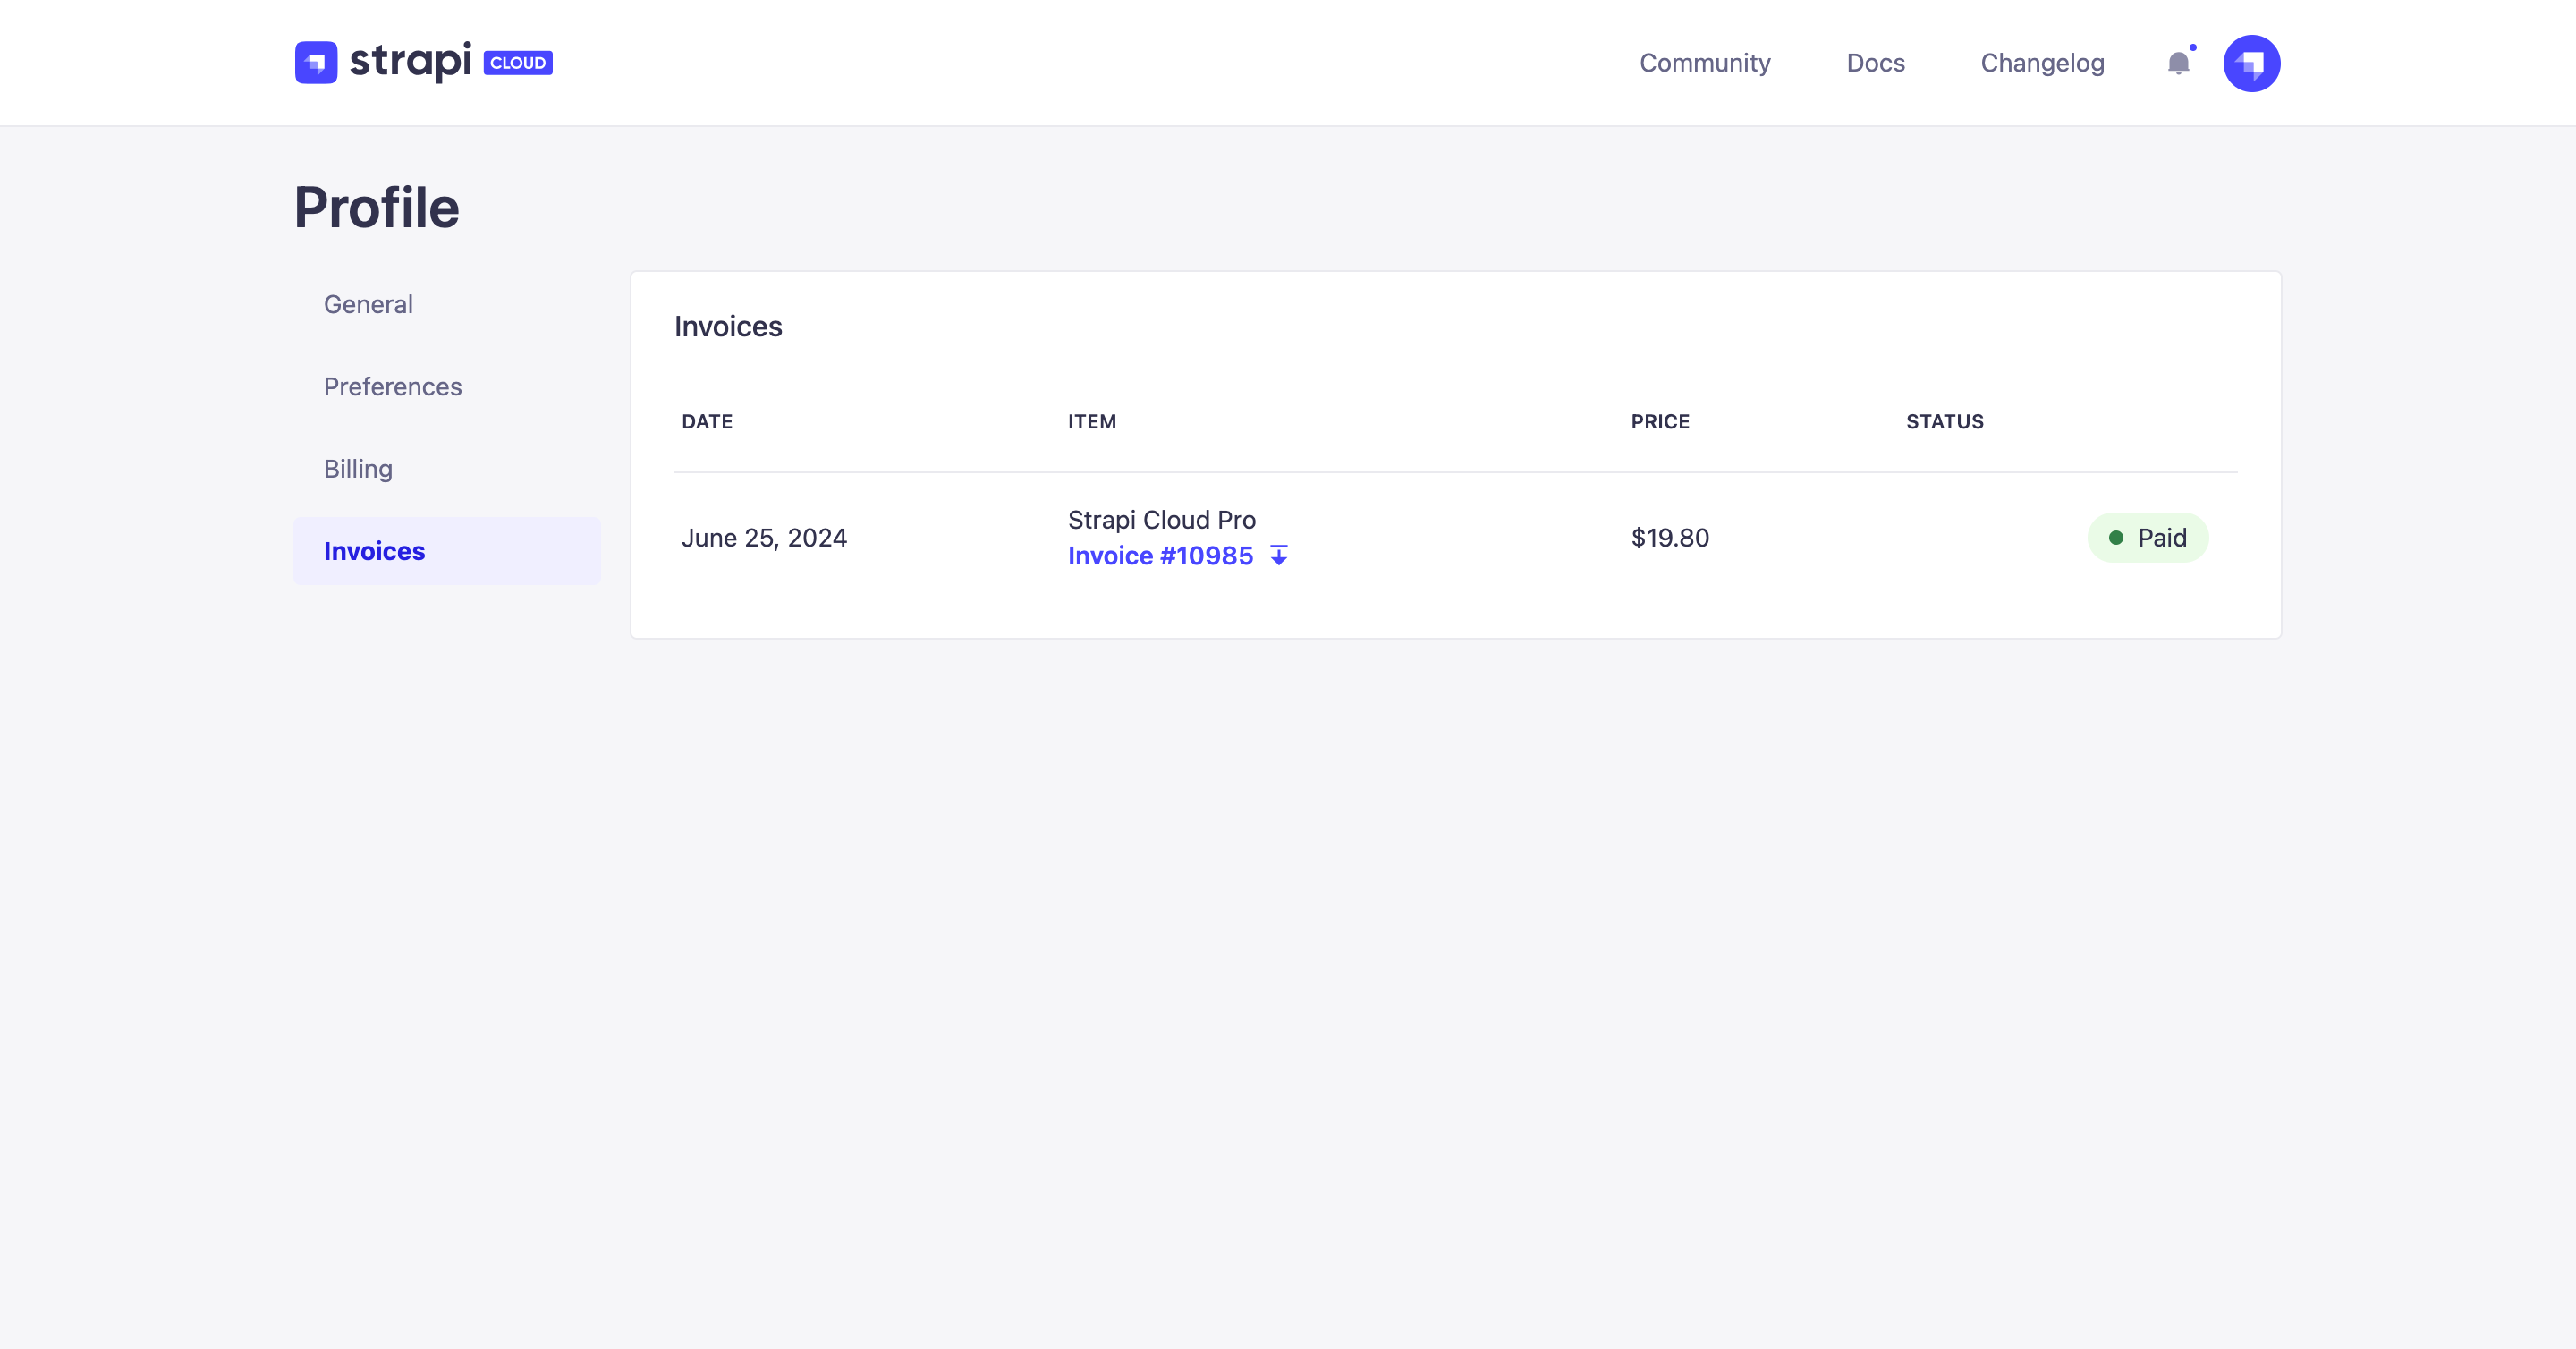 strapi CLOUD
Community Docs Changelog
Profile
General
Preferences
Billing
Invoices
Invoices
DATE ITEM PRICE STATUS
June 25, 2024 Strapi Cloud Pro $19.80 Paid
Invoice #10985